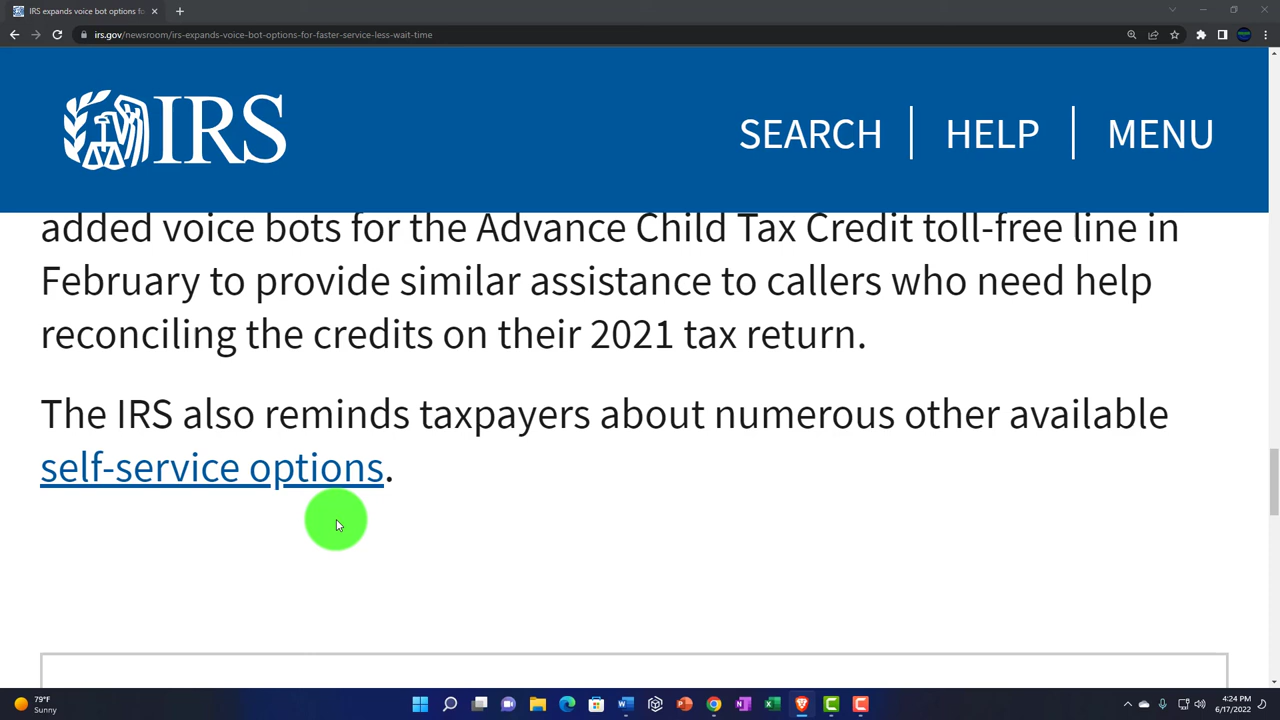 IRS expands voice bot options fo
irs.gov/newsroom/irs-expands-voice-bot-options-for-faster-service-less-wait-time
IRS
SEARCH
HELP
MENU
added voice bots for the Advance Child Tax Credit toll-free line in
February to provide similar assistance to callers who need help
reconciling the credits on their 2021 tax return.
The IRS also reminds taxpayers about numerous other available
self-service options.
79°F
Sunny
4:24 PM
6/17/2022